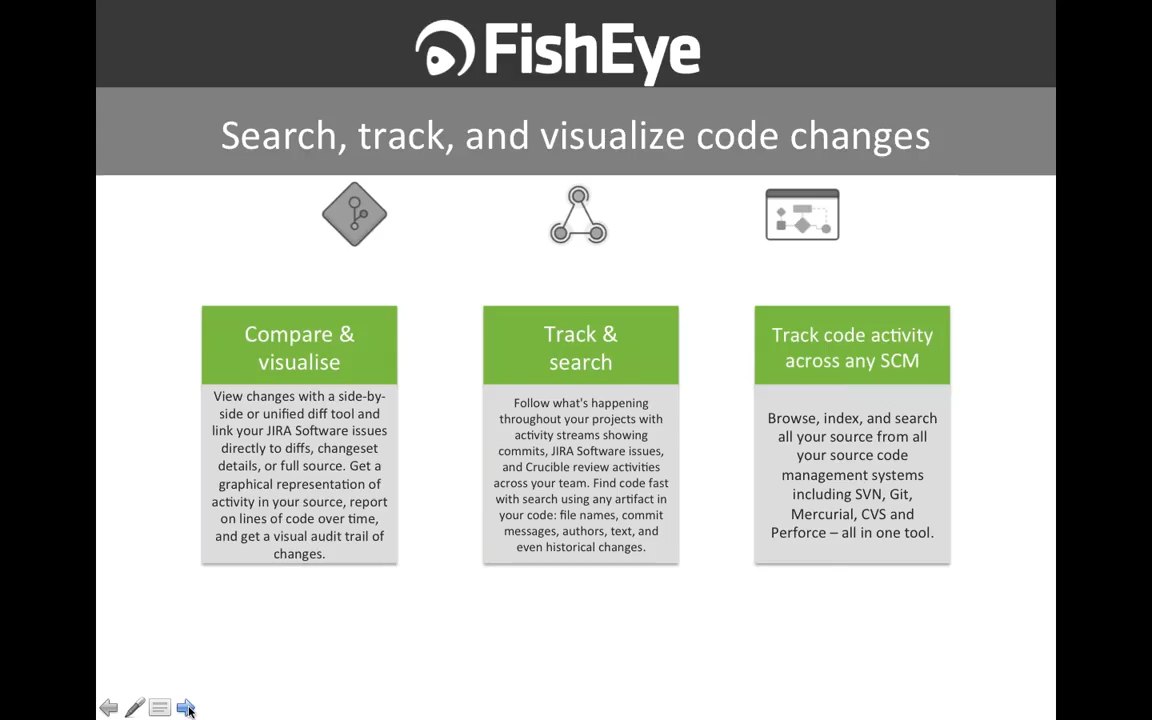 FishEye
Search, track, and visualize code changes
Compare &
visualise
View changes with a side-by-
side or unified diff tool and
link your JIRA Software issues
directly to diffs, changeset
details, or full source. Get a
graphical representation of
activity in your source, report
on lines of code over time,
and get a visual audit trail of
changes.
Track &
search
Follow what's happening
throughout your projects with
activity streams showing
commits, JIRA Software issues,
and Crucible review activities
across your team. Find code fast
with search using any artifact in
your code: file names, commit
messages, authors, text, and
even historical changes.
Track code activity
across any SCM
Browse, index, and search
all your source from all
your source code
management systems
including SVN, Git,
Mercurial, CVS and
Perforce – all in one tool.